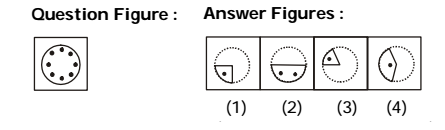 Question Figure : Answer Figures :
(1) (2) (3) (4)